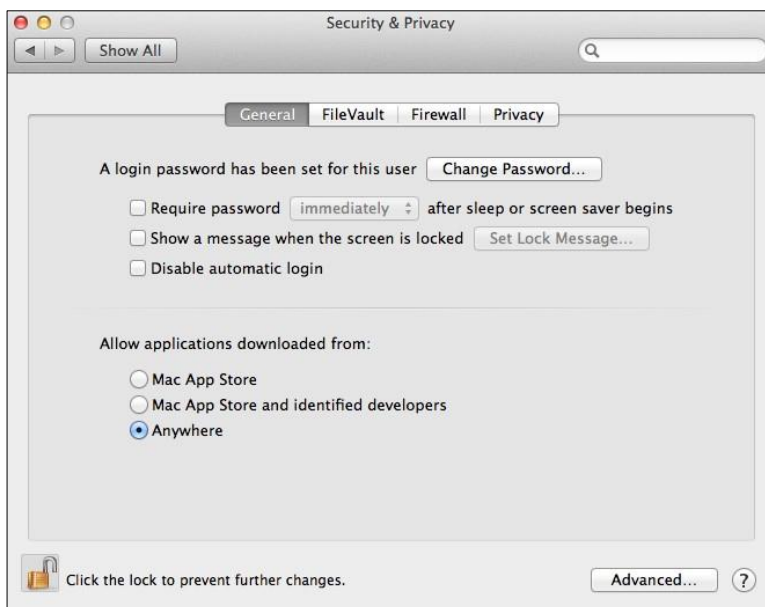 Security & Privacy
Show All
General FileVault Firewall Privacy
A login password has been set for this user Change Password...
Require password immediately after sleep or screen saver begins
Show a message when the screen is locked Set Lock Message...
Disable automatic login
Allow applications downloaded from:
Mac App Store
Mac App Store and identified developers
Anywhere
Click the lock to prevent further changes. Advanced... ?